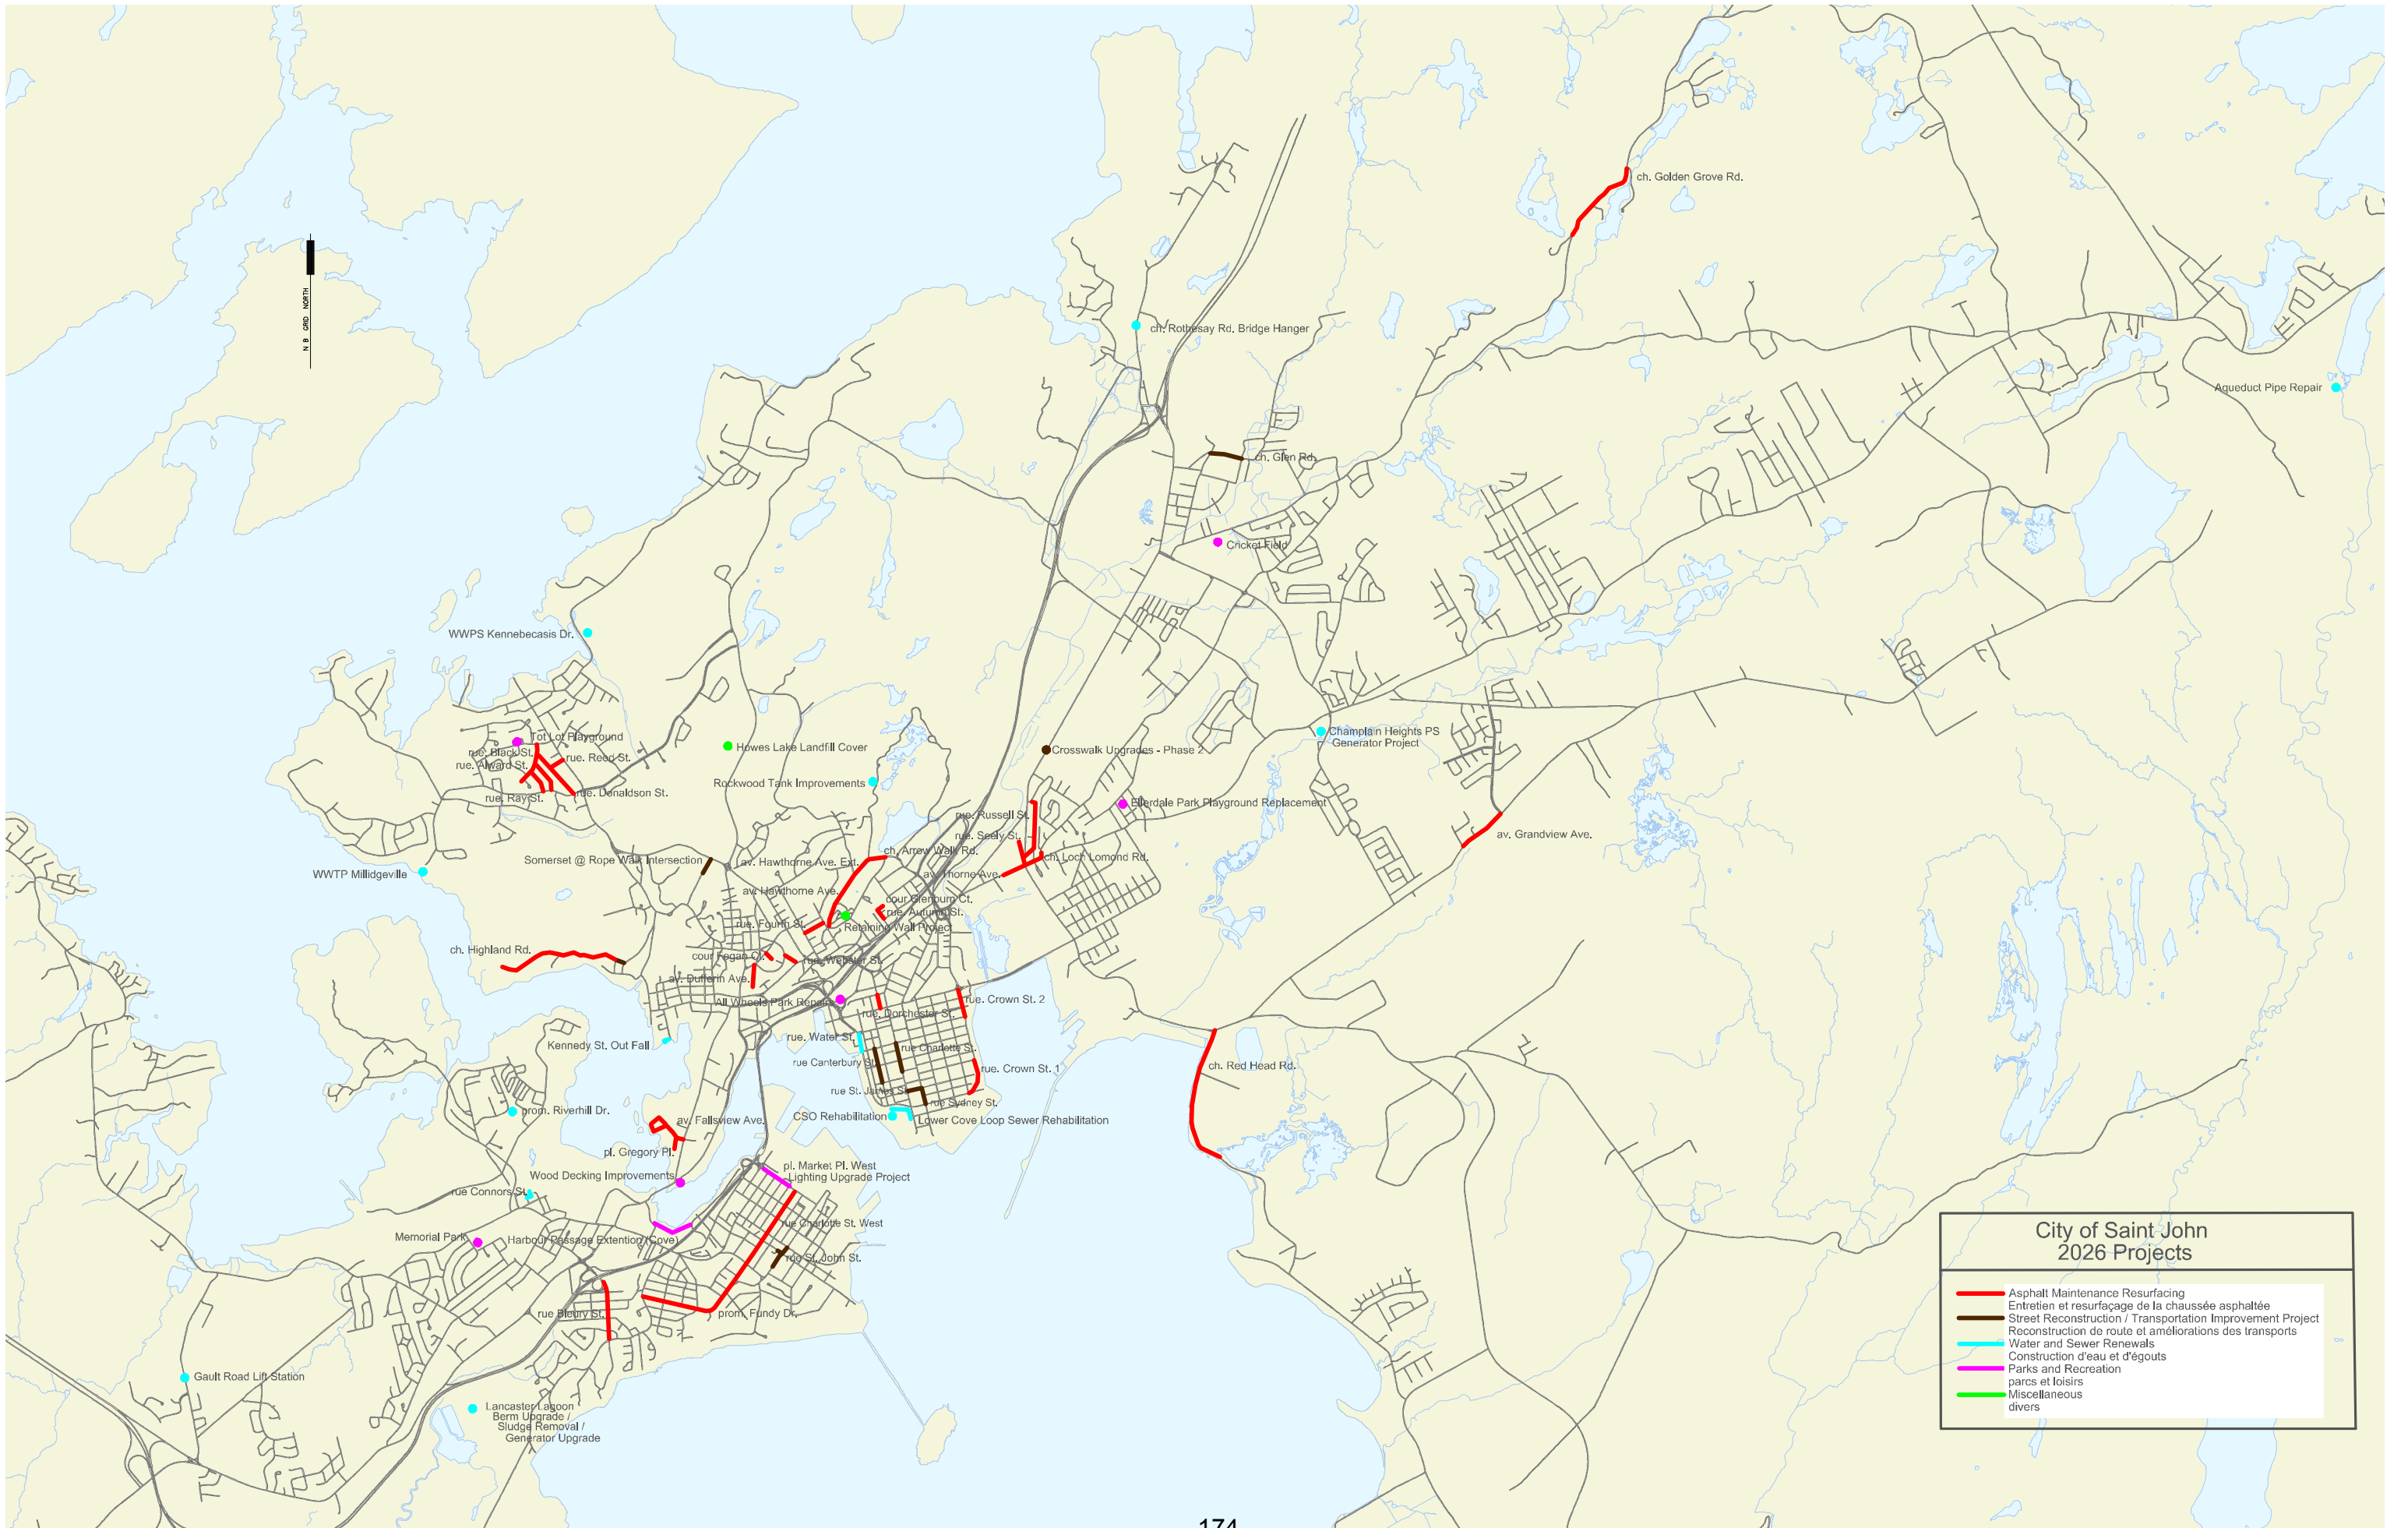 ch. Golden Grove Rd.
N B GRID NORTH
ch. Rothesay Rd. Bridge Hanger
Aqueduct Pipe Repair
ch. Glen Rd.
Cricket Field
WWPS Kennebecasis Dr.
Tot Lot Playground
rue. Black St.
rue. Reed St.
rue. Alward St.
rue. Ray St.
rue. Donaldson St.
Howes Lake Landfill Cover
Rockwood Tank Improvements
Crosswalk Upgrades - Phase 2
Champlain Heights PS
Generator Project
Ellerdale Park Playground Replacement
rue. Russell St.
rue. Seely St.
av. Grandview Ave.
ch. Loch Lomond Rd.
av. Thorne Ave.
Somerset @ Rope Walk Intersection
av. Hawthorne Ave. Ext.
ch. Arrow Walk Rd.
WWTP Millidgeville
av. Hawthorne Ave.
cour Glenburn Ct.
rue. Autumn St.
rue. Fourth St.
Retaining Wall Project
ch. Highland Rd.
cour Fogan Ct.
rue. Webster St.
av. Dufferin Ave.
All Wheels Park Repairs
rue. Crown St. 2
rue. Dorchester St.
rue. Water St.
Kennedy St. Out Fall
rue Charlotte St.
rue Canterbury St.
rue. Crown St. 1
ch. Red Head Rd.
rue St. James St.
rue Sydney St.
prom. Riverhill Dr.
CSO Rehabilitation
Lower Cove Loop Sewer Rehabilitation
av. Fallsview Ave.
pl. Gregory Pl.
pl. Market Pl. West
Lighting Upgrade Project
Wood Decking Improvements
rue Connors St.
rue Charlotte St. West
Memorial Park
Harbour Passage Extention (Cove)
rue St. John St.
rue Bleury St.
prom. Fundy Dr.
Gault Road Lift Station
Lancaster Lagoon
Berm Upgrade /
Sludge Removal /
Generator Upgrade
City of Saint John
2026 Projects
Asphalt Maintenance Resurfacing
Entretien et resurfaçage de la chaussée asphaltée
Street Reconstruction / Transportation Improvement Project
Reconstruction de route et améliorations des transports
Water and Sewer Renewals
Construction d'eau et d'égouts
Parks and Recreation
parcs et loisirs
Miscellaneous
divers
174